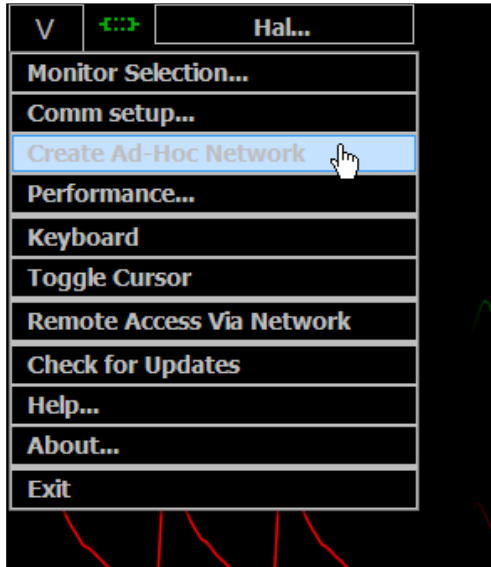 V
Hal...
Monitor Selection...
Comm setup...
Create Ad-Hoc Network
Performance...
Keyboard
Toggle Cursor
Remote Access Via Network
Check for Updates
Help...
About...
Exit